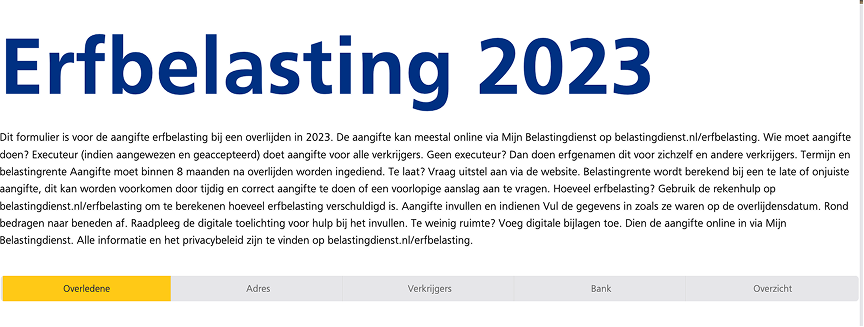 Erfbelasting 2023
Dit formulier is voor de aangifte erfbelasting bij een overlijden in 2023. De aangifte kan meestal online via Mijn Belastingdienst op belastingdienst.nl/erfbelasting. Wie moet aangifte
doen? Executeur (indien aangewezen en geaccepteerd) doet aangifte voor alle verkrijgers. Geen executeur? Dan doen erfgenamen dit voor zichzelf en andere verkrijgers. Termijn en
belastingrente Aangifte moet binnen 8 maanden na overlijden worden ingediend. Te laat? Vraag uitstel aan via de website. Belastingrente wordt berekend bij een te late of onjuiste
aangifte, dit kan worden voorkomen door tijdig en correct aangifte te doen of een voorlopige aanslag aan te vragen. Hoeveel erfbelasting? Gebruik de rekenhulp op
belastingdienst.nl/erfbelasting om te berekenen hoeveel erfbelasting verschuldigd is. Aangifte invullen en indienen Vul de gegevens in zoals ze waren op de overlijdensdatum. Rond
bedragen naar beneden af. Raadpleeg de digitale toelichting voor hulp bij het invullen. Te weinig ruimte? Voeg digitale bijlagen toe. Dien de aangifte online in via Mijn
Belastingdienst. Alle informatie en het privacybeleid zijn te vinden op belastingdienst.nl/erfbelasting.
Overledene Adres Verkrijgers Bank Overzicht